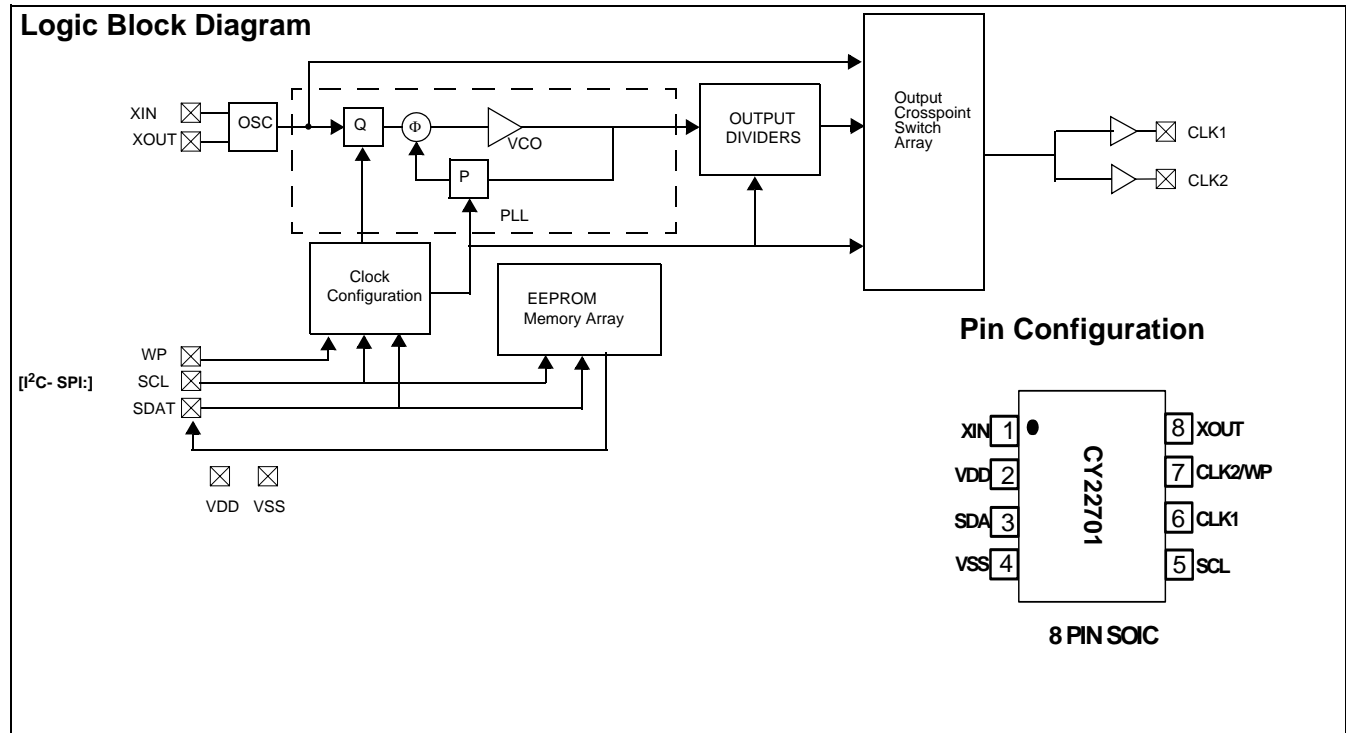 Logic Block Diagram
XIN
XOUT
OSC
Q
Φ
VCO
P
PLL
OUTPUT
DIVIDERS
Output
Crosspoint
Switch
Array
CLK1
CLK2
Clock
Configuration
EEPROM
Memory Array
WP
[I²C- SPI:]
SCL
SDAT
VDD
VSS
Pin Configuration
XIN 1
VDD 2
SDA 3
VSS 4
CY22701
8 XOUT
7 CLK2/WP
6 CLK1
5 SCL
8 PIN SOIC